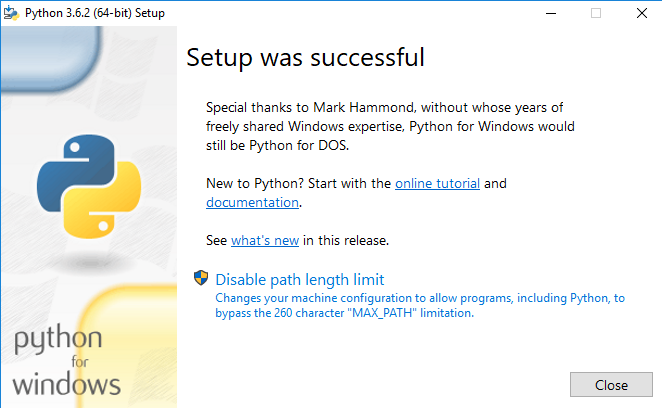 Python 3.6.2 (64-bit) Setup
Setup was successful
Special thanks to Mark Hammond, without whose years of
freely shared Windows expertise, Python for Windows would
still be Python for DOS.
New to Python? Start with the online tutorial and
documentation.
See what's new in this release.
Disable path length limit
Changes your machine configuration to allow programs, including Python, to
bypass the 260 character "MAX_PATH" limitation.
python
for
windows
Close